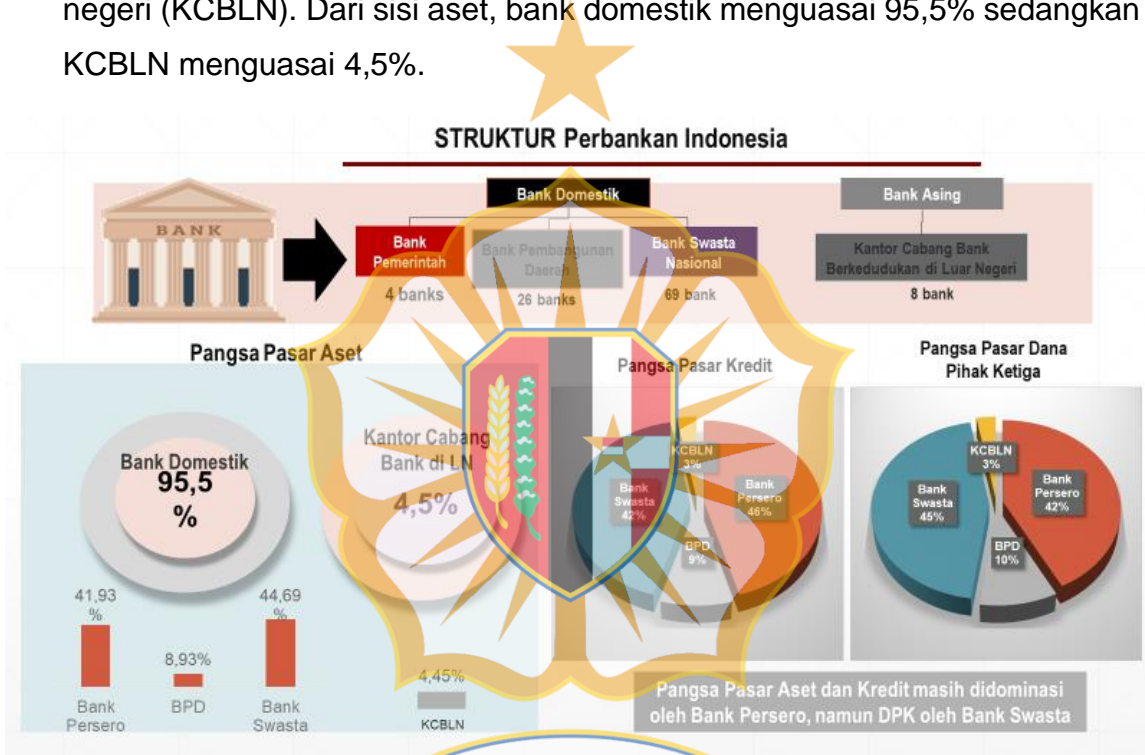 negeri (KCBLN). Dari sisi aset, bank domestik menguasai 95,5% sedangkan
KCBLN menguasai 4,5%.
STRUKTUR Perbankan Indonesia
BANK
Bank Domestik
Bank Asing
Bank
Pemerintah
4 banks
Bank Pembangunan
Daerah
26 banks
Bank Swasta
Nasional
69 bank
Kantor Cabang Bank
Berkedudukan di Luar Negeri
8 bank
Pangsa Pasar Aset
Bank Domestik
95,5
%
Kantor Cabang
Bank di LN
4,5%
41,93
%
Bank
Persero
8,93%
BPD
44,69
%
Bank
Swasta
4,45%
KCBLN
Pangsa Pasar Kredit
KCBLN
3%
Bank
Persero
46%
Bank
Swasta
42%
BPD
9%
Pangsa Pasar Dana
Pihak Ketiga
KCBLN
3%
Bank
Persero
42%
Bank
Swasta
45%
BPD
10%
Pangsa Pasar Aset dan Kredit masih didominasi
oleh Bank Persero, namun DPK oleh Bank Swasta